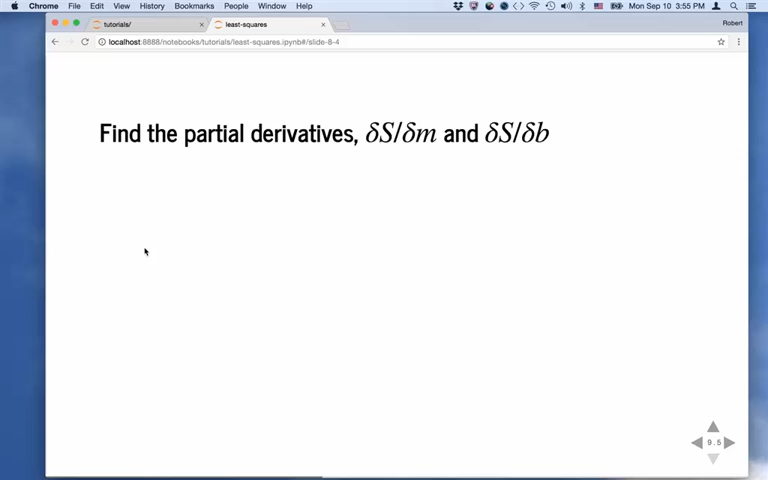 Chrome File Edit View History Bookmarks People Window Help Mon Sep 10 3:55 PM
tutorials/ least-squares Robert
localhost:8888/notebooks/tutorials/least-squares.ipynb#/slide-8-4
Find the partial derivatives, δS/δm and δS/δb
9.5